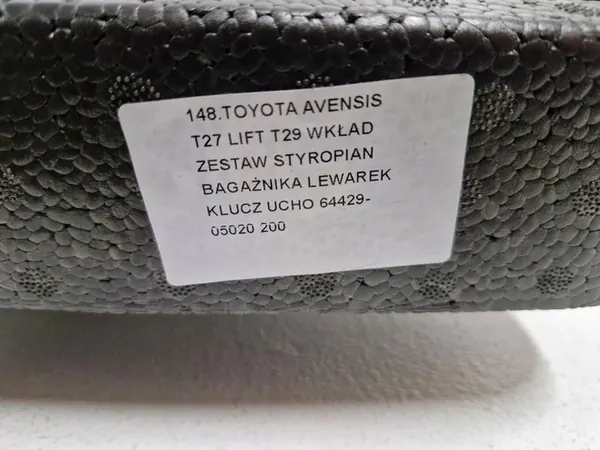 148.TOYOTA AVENSIS
T27 LIFT T29 WKŁAD
ZESTAW STYROPIAN
BAGAŻNIKA LEWAREK
KLUCZ UCHO 64429-
05020 200